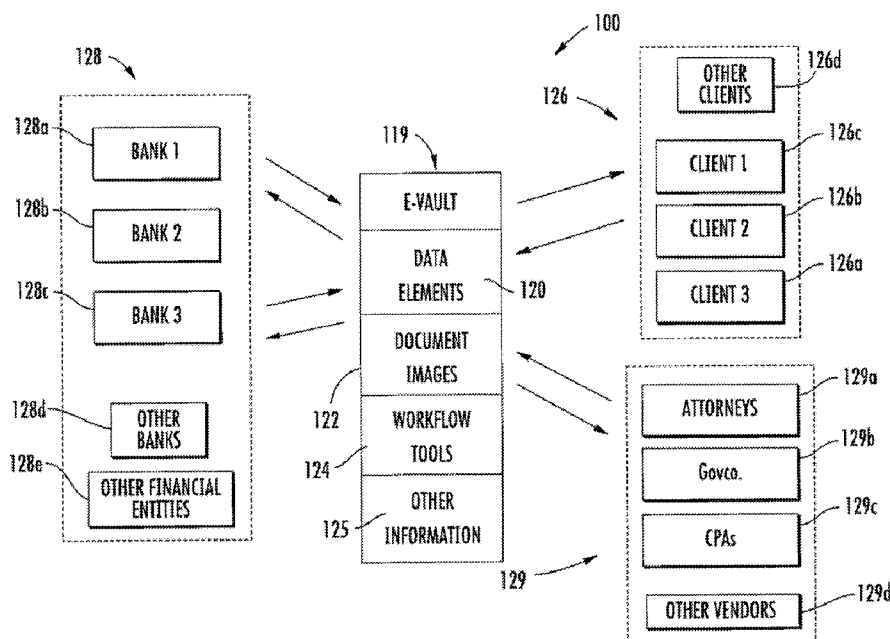 100
128
128a
BANK 1
128b
BANK 2
128c
BANK 3
128d
OTHER
BANKS
128e
OTHER FINANCIAL
ENTITIES
119
E-VAULT
DATA
ELEMENTS
120
DOCUMENT
IMAGES
122
WORKFLOW
TOOLS
124
OTHER
INFORMATION
125
126
OTHER
CLIENTS
126d
CLIENT 1
126c
CLIENT 2
126b
CLIENT 3
126a
129
ATTORNEYS
129a
Govco.
129b
CPAs
129c
OTHER VENDORS
129d